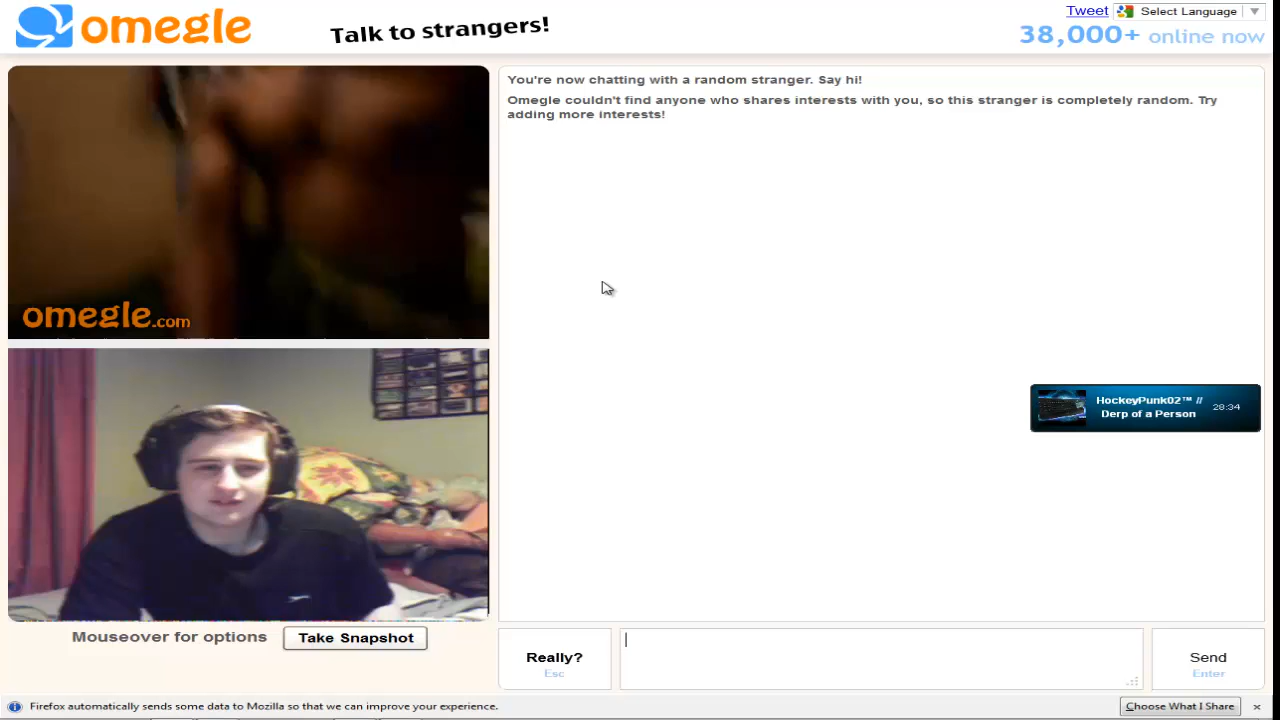 omegle
Talk to strangers!
Tweet
Select Language
38,000+ online now
You're now chatting with a random stranger. Say hi!
Omegle couldn't find anyone who shares interests with you, so this stranger is completely random. Try
adding more interests!
omegle.com
HockeyPunk02™ //
Derp of a Person
28:34
Mouseover for options
Take Snapshot
Really?
Esc
Send
Enter
Firefox automatically sends some data to Mozilla so that we can improve your experience.
Choose What I Share